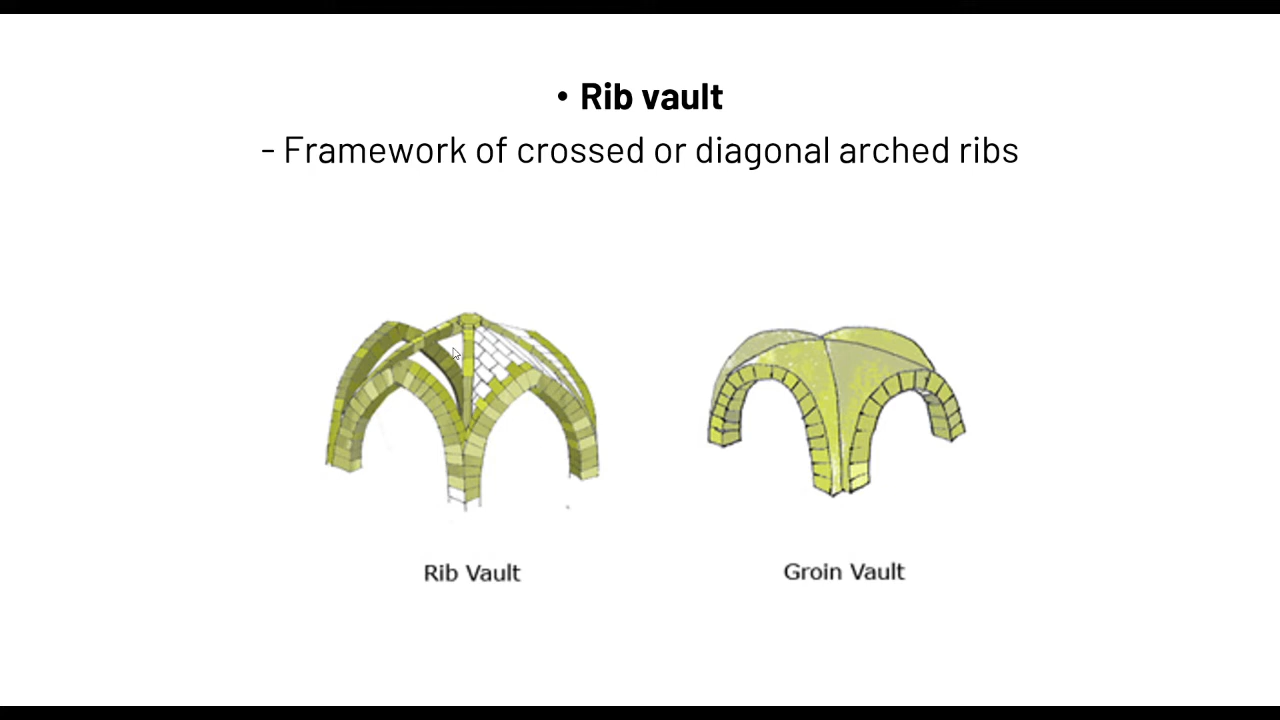 • Rib vault
- Framework of crossed or diagonal arched ribs
Rib Vault
Groin Vault